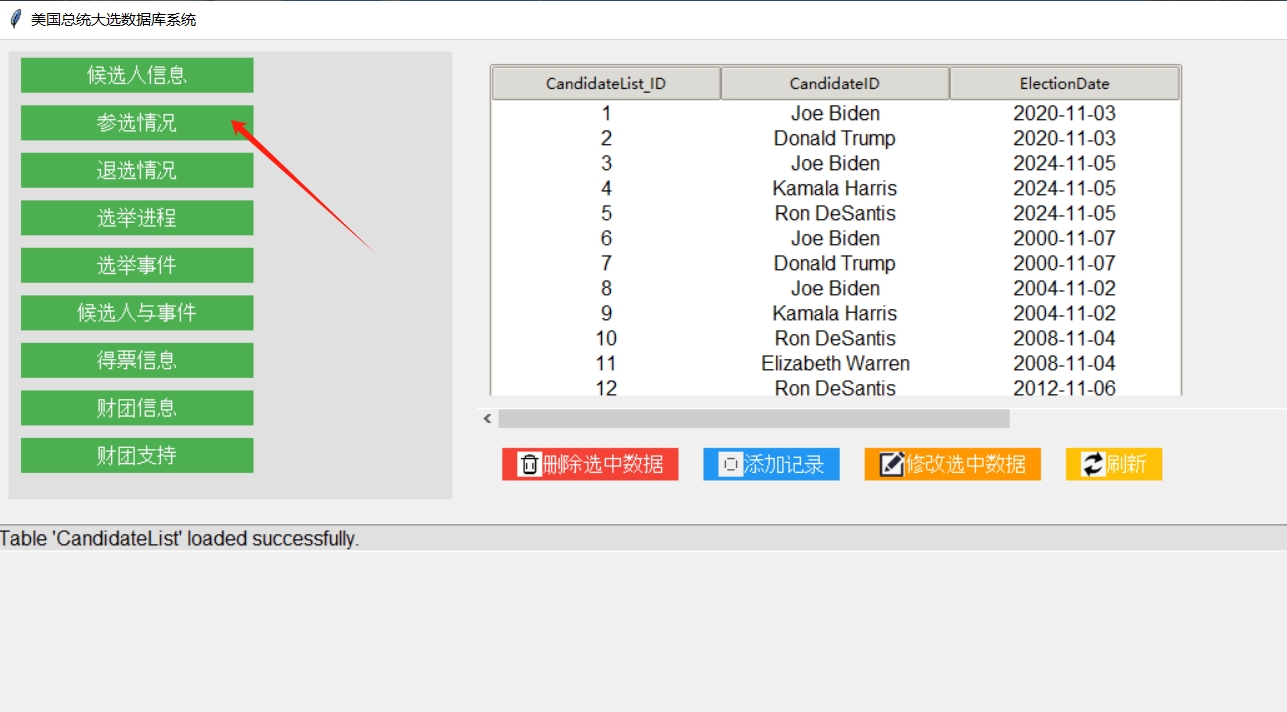 美国总统大选数据库系统
候选人信息
参选情况
退选情况
选举进程
选举事件
候选人与事件
得票信息
财团信息
财团支持
CandidateList_ID CandidateID ElectionDate
1 Joe Biden 2020-11-03
2 Donald Trump 2020-11-03
3 Joe Biden 2024-11-05
4 Kamala Harris 2024-11-05
5 Ron DeSantis 2024-11-05
6 Joe Biden 2000-11-07
7 Donald Trump 2000-11-07
8 Joe Biden 2004-11-02
9 Kamala Harris 2004-11-02
10 Ron DeSantis 2008-11-04
11 Elizabeth Warren 2008-11-04
12 Ron DeSantis 2012-11-06
删除选中数据 添加记录 修改选中数据 刷新
Table 'CandidateList' loaded successfully.